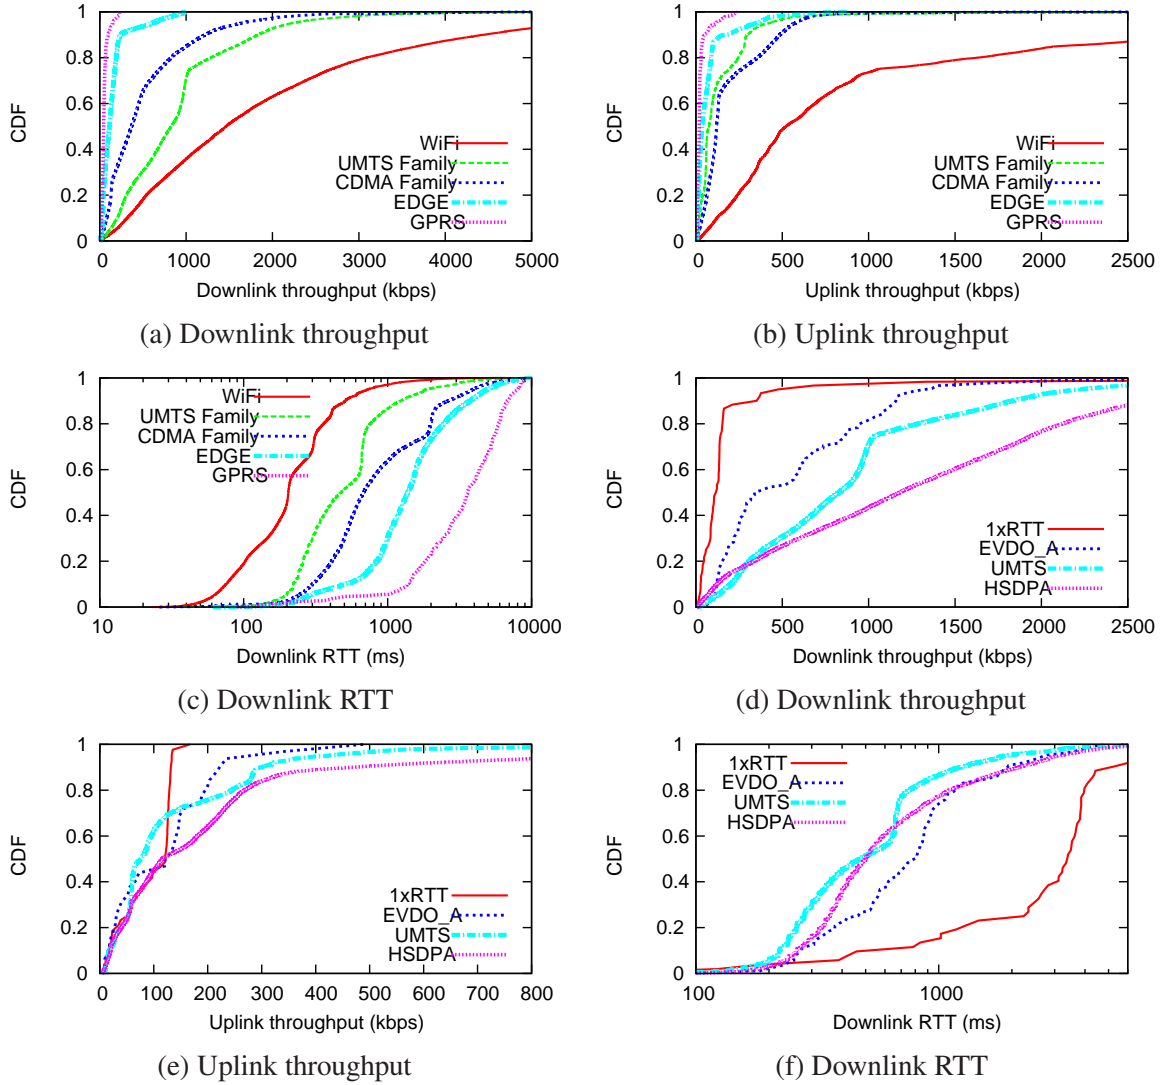 CDF
1
0.8
0.6
0.4
0.2
0
WiFi
UMTS Family
CDMA Family
EDGE
GPRS
0 1000 2000 3000 4000 5000
Downlink throughput (kbps)
(a) Downlink throughput
CDF
1
0.8
0.6
0.4
0.2
0
WiFi
UMTS Family
CDMA Family
EDGE
GPRS
0 500 1000 1500 2000 2500
Uplink throughput (kbps)
(b) Uplink throughput
CDF
1
0.8
0.6
0.4
0.2
0
WiFi
UMTS Family
CDMA Family
EDGE
GPRS
10 100 1000 10000
Downlink RTT (ms)
(c) Downlink RTT
CDF
1
0.8
0.6
0.4
0.2
0
1xRTT
EVDO_A
UMTS
HSDPA
0 500 1000 1500 2000 2500
Downlink throughput (kbps)
(d) Downlink throughput
CDF
1
0.8
0.6
0.4
0.2
0
1xRTT
EVDO_A
UMTS
HSDPA
0 100 200 300 400 500 600 700 800
Uplink throughput (kbps)
(e) Uplink throughput
CDF
1
0.8
0.6
0.4
0.2
0
1xRTT
EVDO_A
UMTS
HSDPA
100 1000
Downlink RTT (ms)
(f) Downlink RTT